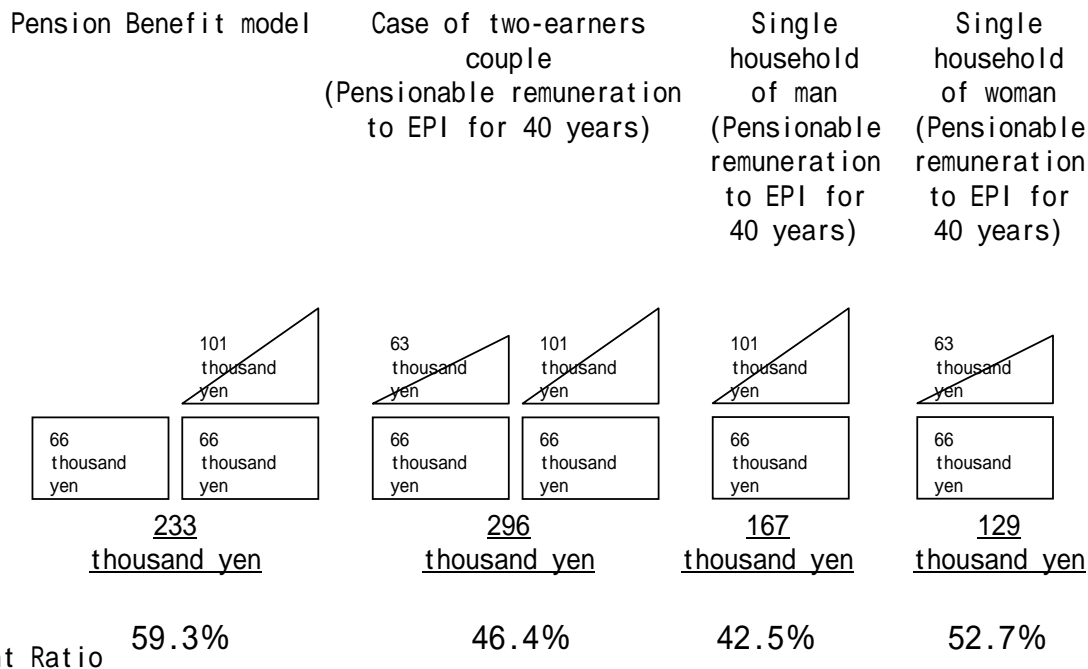 Pension Benefit model
Case of two-earners
couple
(Pensionable remuneration
to EPI for 40 years)
Single
household
of man
(Pensionable
remuneration
to EPI for
40 years)
Single
household
of woman
(Pensionable
remuneration
to EPI for
40 years)
101
thousand
yen
63
thousand
yen
101
thousand
yen
101
thousand
yen
63
thousand
yen
66
thousand
yen
66
thousand
yen
66
thousand
yen
66
thousand
yen
66
thousand
yen
66
thousand
yen
233
thousand yen
296
thousand yen
167
thousand yen
129
thousand yen
59.3%
46.4%
42.5%
52.7%
nt Ratio